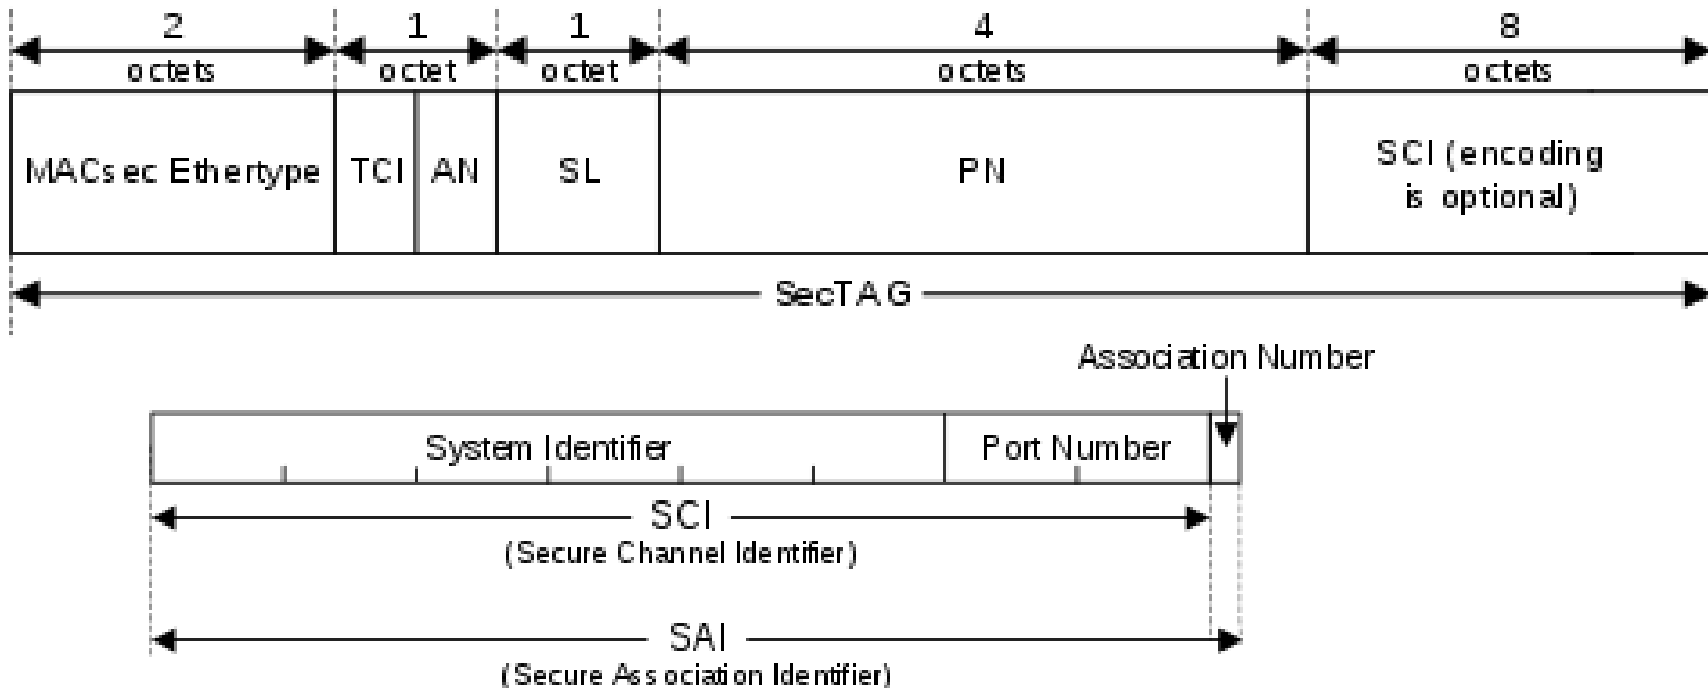 2 1 1 4 8
octets octet octet octets octets
MACsec Ethertype TCI AN SL PN SCI (encoding
is optional)
SecTAG
Association Number
System Identifier Port Number
SCI
(Secure Channel Identifier)
SAI
(Secure Association Identifier)